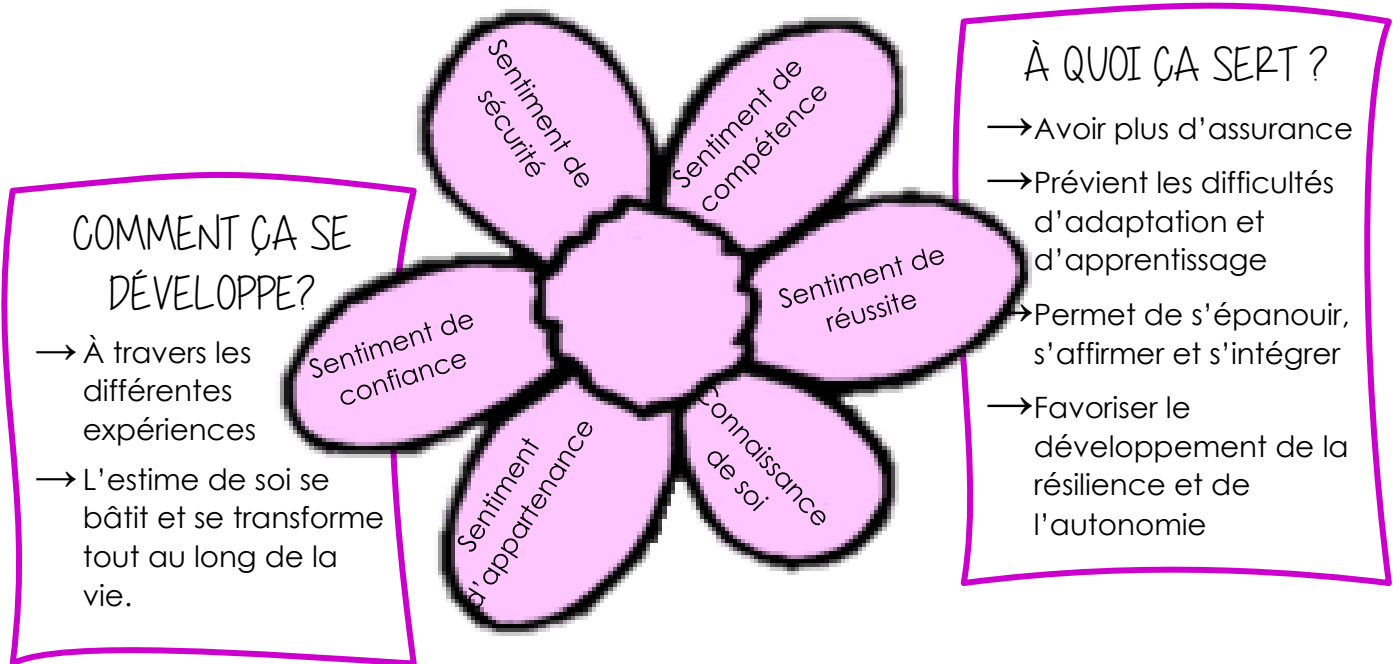 COMMENT ÇA SE
DÉVELOPPE?
→ À travers les
différentes
expériences
→ L'estime de soi se
bâtit et se transforme
tout au long de la
vie.
Sentiment de
sécurité
Sentiment de
compétence
Sentiment de
réussite
Connaissance
de soi
Sentiment
d'appartenance
Sentiment de
confiance
À QUOI ÇA SERT ?
→Avoir plus d'assurance
→Prévient les difficultés
d'adaptation et
d'apprentissage
→Permet de s'épanouir,
s'affirmer et s'intégrer
→Favoriser le
développement de la
résilience et de
l'autonomie